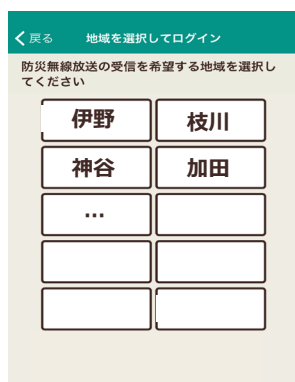 戻る 地域を選択してログイン
防災無線放送の受信を希望する地域を選択し
てください
伊野 枝川
神谷 加田
…